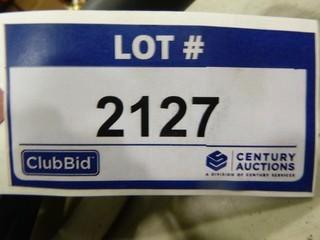 LOT #
2127
ClubBid
CENTURY
AUCTIONS
A DIVISION OF CENTURY SERVICES